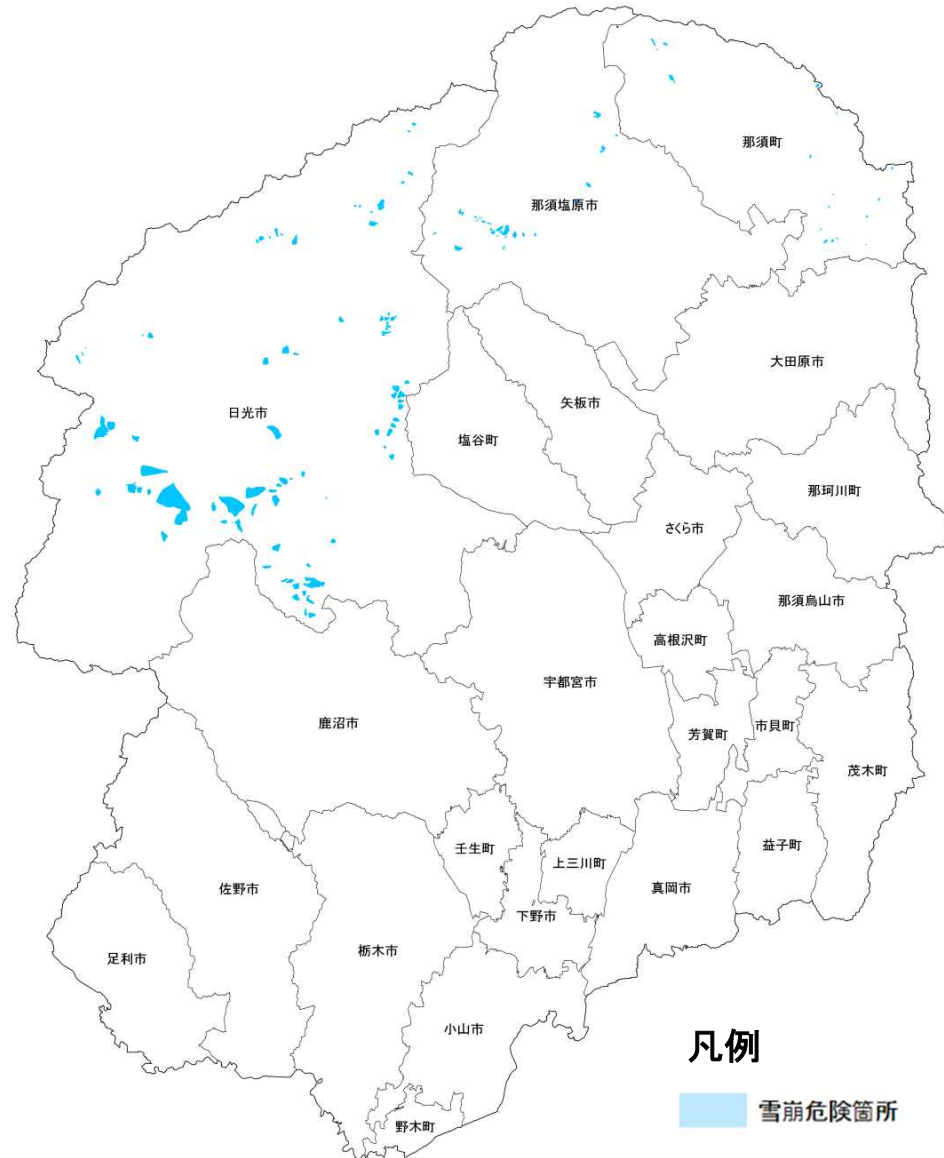 那須町
那須塩原市
大田原市
矢板市
日光市
塩谷町
那珂川町
さくら市
那須烏山市
高根沢町
宇都宮市
鹿沼市
芳賀町
市貝町
茂木町
壬生町
上三川町
益子町
佐野市
真岡市
下野市
栃木市
足利市
小山市
凡例
雪崩危険箇所
野木町